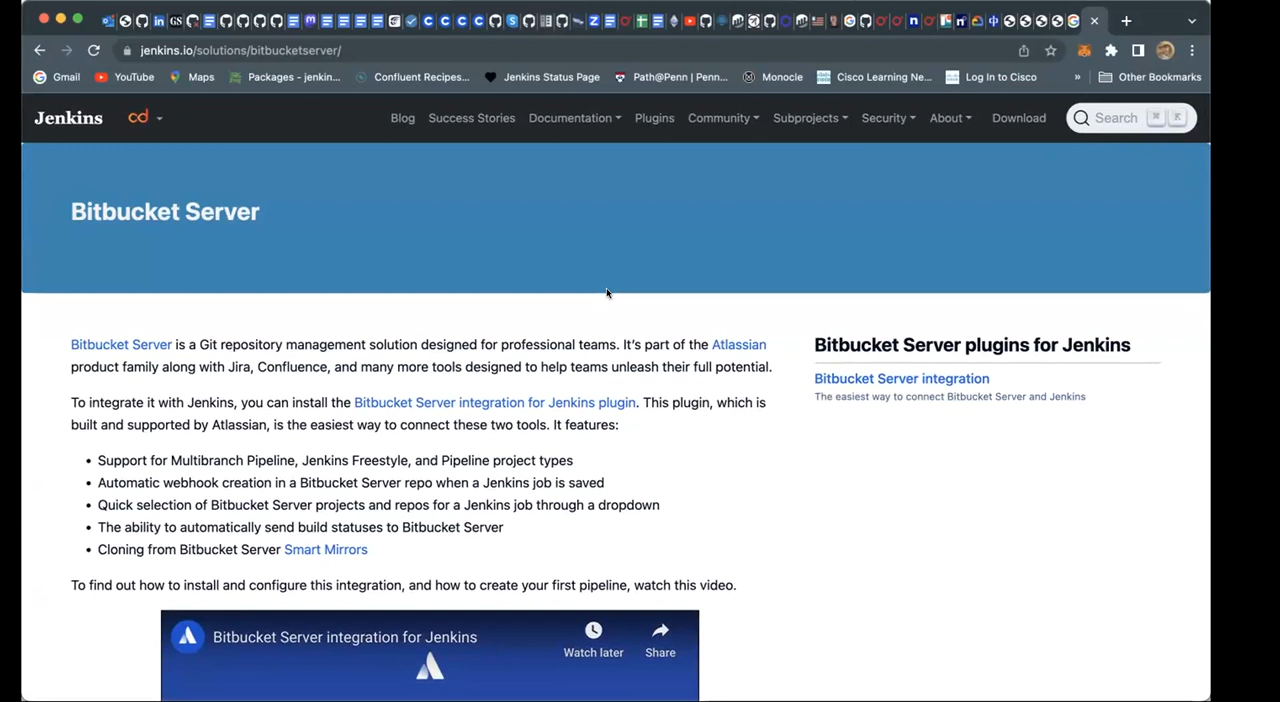 jenkins.io/solutions/bitbucketserver/
Gmail YouTube Maps Packages - jenkin... Confluent Recipes... Jenkins Status Page Path@Penn | Penn... Monocle Cisco Learning Ne... Log In to Cisco » Other Bookmarks
Jenkins cd Blog Success Stories Documentation Plugins Community Subprojects Security About Download Search ⌘ K
Bitbucket Server
Bitbucket Server is a Git repository management solution designed for professional teams. It’s part of the Atlassian
product family along with Jira, Confluence, and many more tools designed to help teams unleash their full potential.
To integrate it with Jenkins, you can install the Bitbucket Server integration for Jenkins plugin. This plugin, which is
built and supported by Atlassian, is the easiest way to connect these two tools. It features:
• Support for Multibranch Pipeline, Jenkins Freestyle, and Pipeline project types
• Automatic webhook creation in a Bitbucket Server repo when a Jenkins job is saved
• Quick selection of Bitbucket Server projects and repos for a Jenkins job through a dropdown
• The ability to automatically send build statuses to Bitbucket Server
• Cloning from Bitbucket Server Smart Mirrors
To find out how to install and configure this integration, and how to create your first pipeline, watch this video.
Bitbucket Server integration for Jenkins
Watch later Share
Bitbucket Server plugins for Jenkins
Bitbucket Server integration
The easiest way to connect Bitbucket Server and Jenkins